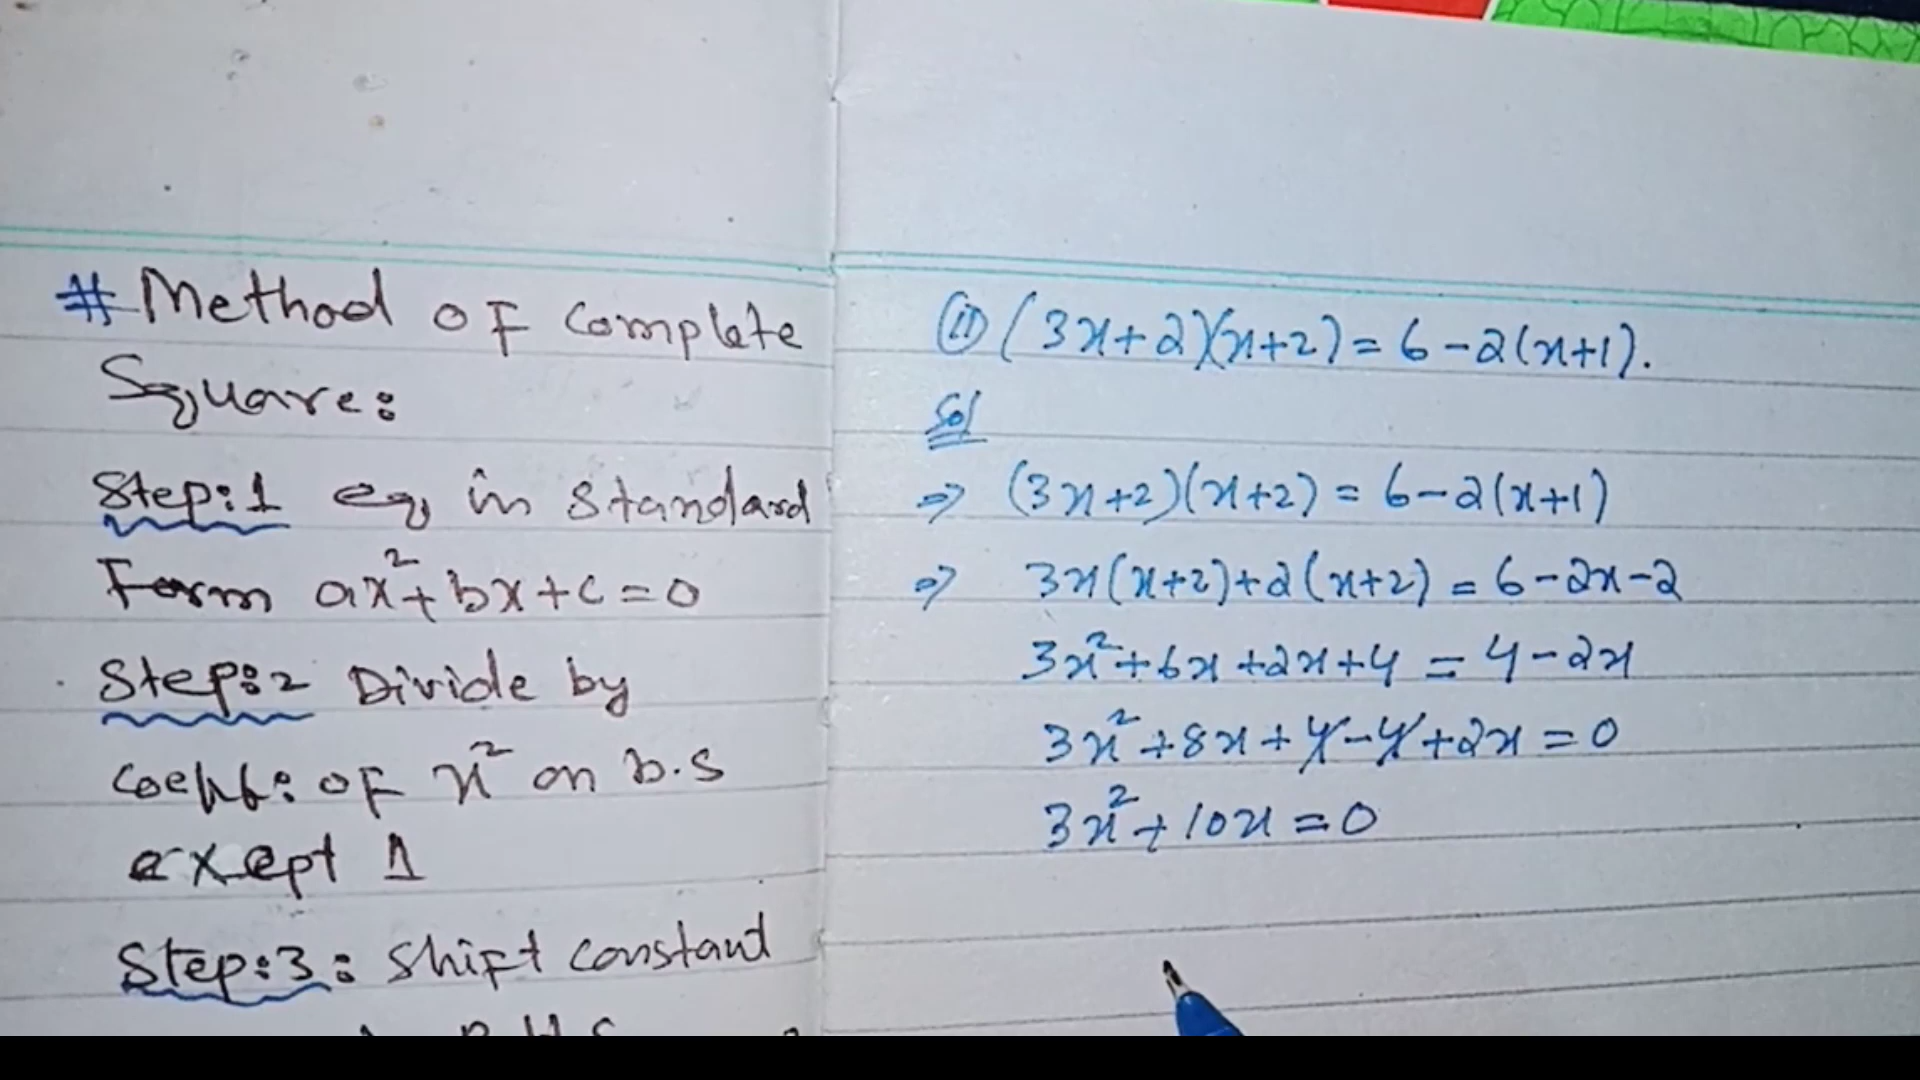 # Method of Complete
Square:
Step:1 eq in standard
Form ax²+bx+c=0
Step:2 Divide by
Coeff: of x² on b.s
except 1
Step:3: Shift constant
R.H.S
(ii) (3x+2)(x+2)=6-2(x+1).
Sol
⇒ (3x+2)(x+2)=6-2(x+1)
⇒ 3x(x+2)+2(x+2)=6-2x-2
3x²+6x+2x+4=4-2x
3x²+8x+4-4+2x=0
3x²+10x=0